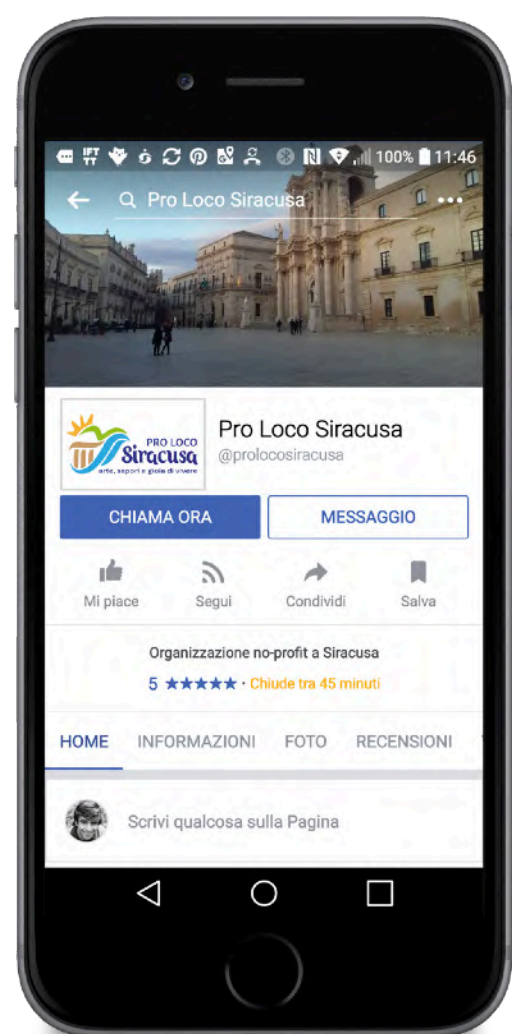 IFT
TT
100% 11:46
Pro Loco Siracusa
PRO LOCO
Siracusa
arte, sapori e gioia di vivere
Pro Loco Siracusa
@prolocosiracusa
CHIAMA ORA
MESSAGGIO
Mi piace
Segui
Condividi
Salva
Organizzazione no-profit a Siracusa
5 ★★★★★ · Chiude tra 45 minuti
HOME INFORMAZIONI FOTO RECENSIONI
Scrivi qualcosa sulla Pagina